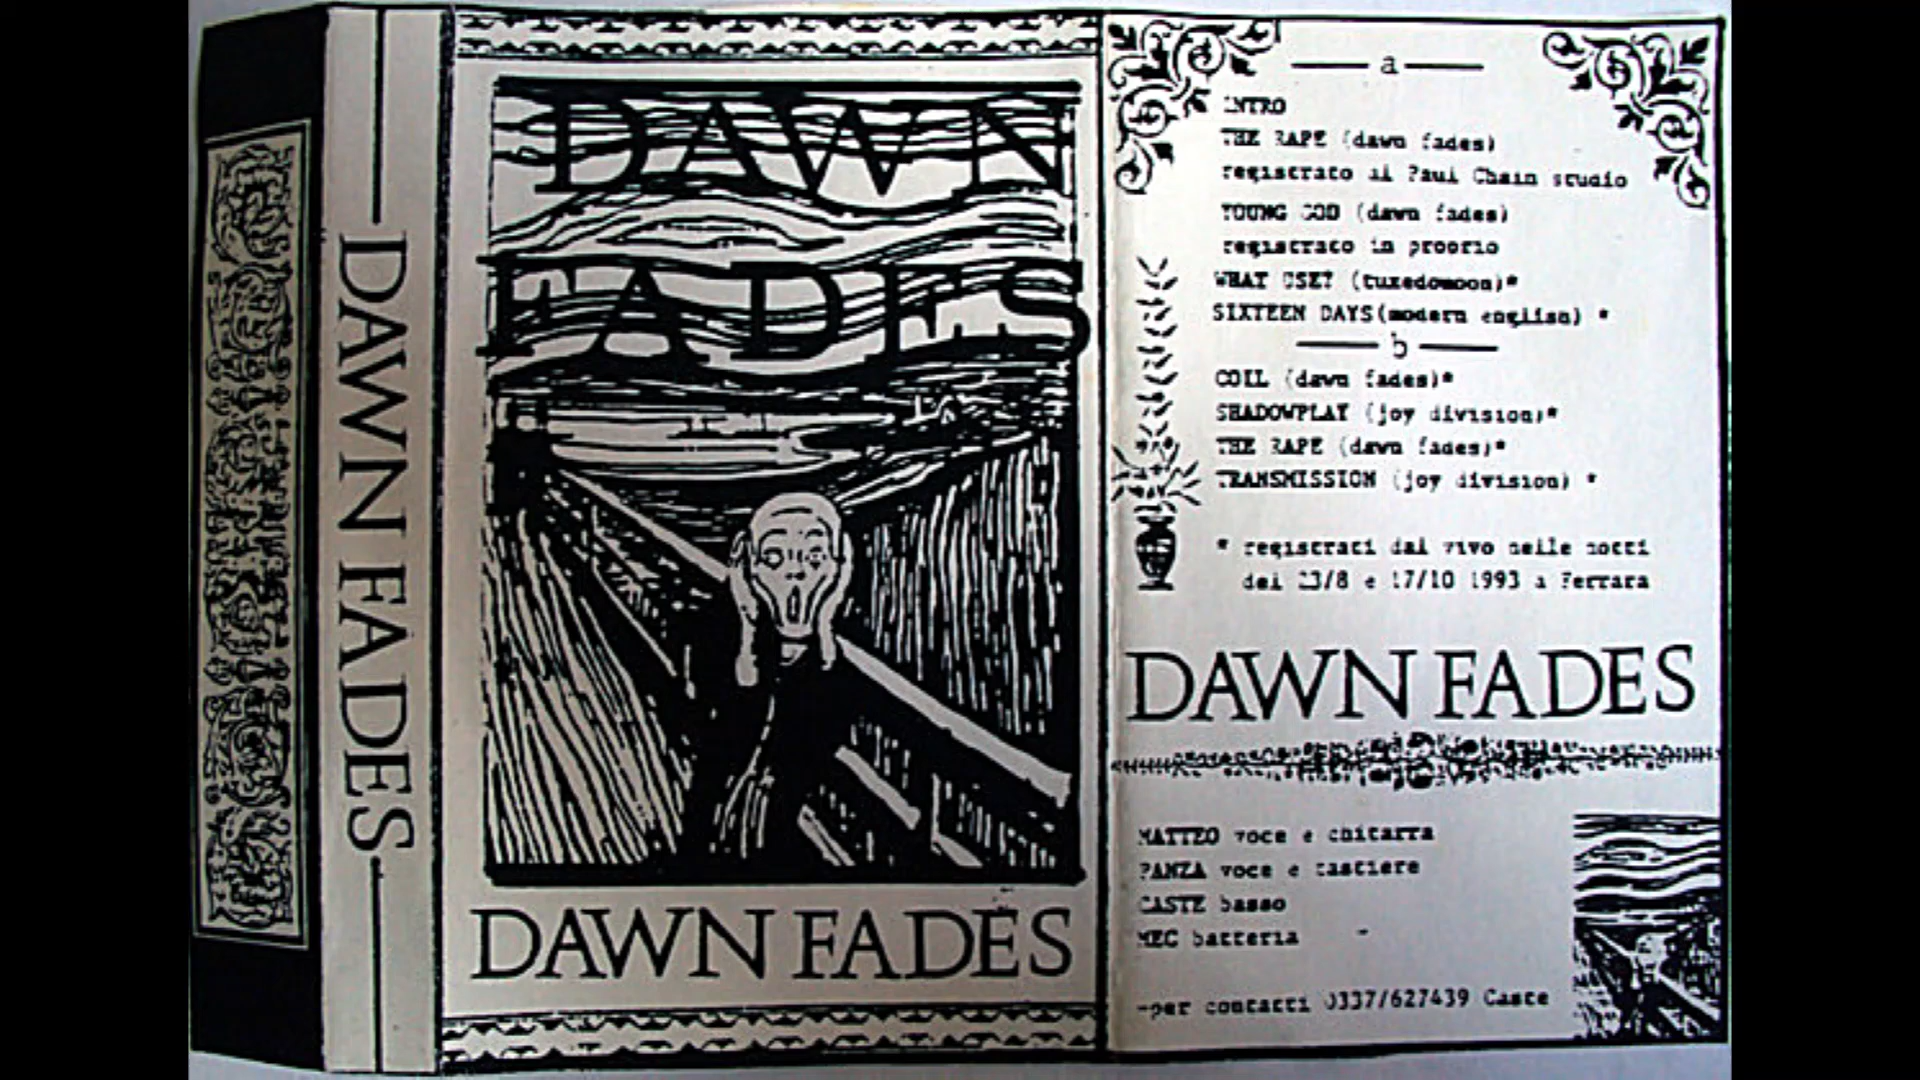 DAWN FADES
DAWN
FADES
DAWN FADES
a
INTRO
THE RAPE (dawn fades)
registrato al Paul Chain studio
YOUNG GOD (dawn fades)
registrato in proprio
WHAT USE? (tuxedomoon)*
SIXTEEN DAYS(modern english) *
b
COIL (dawn fades)*
SHADOWPLAY (joy division)*
THE RAPE (dawn fades)*
TRANSMISSION (joy division) *
* registrati dal vivo nelle notti
del 23/8 e 17/10 1993 a Ferrara
DAWN FADES
MATTEO voce e chitarra
PANZA voce e tastiere
CASTE basso
MEC batteria
-per contatti 0337/627439 Caste